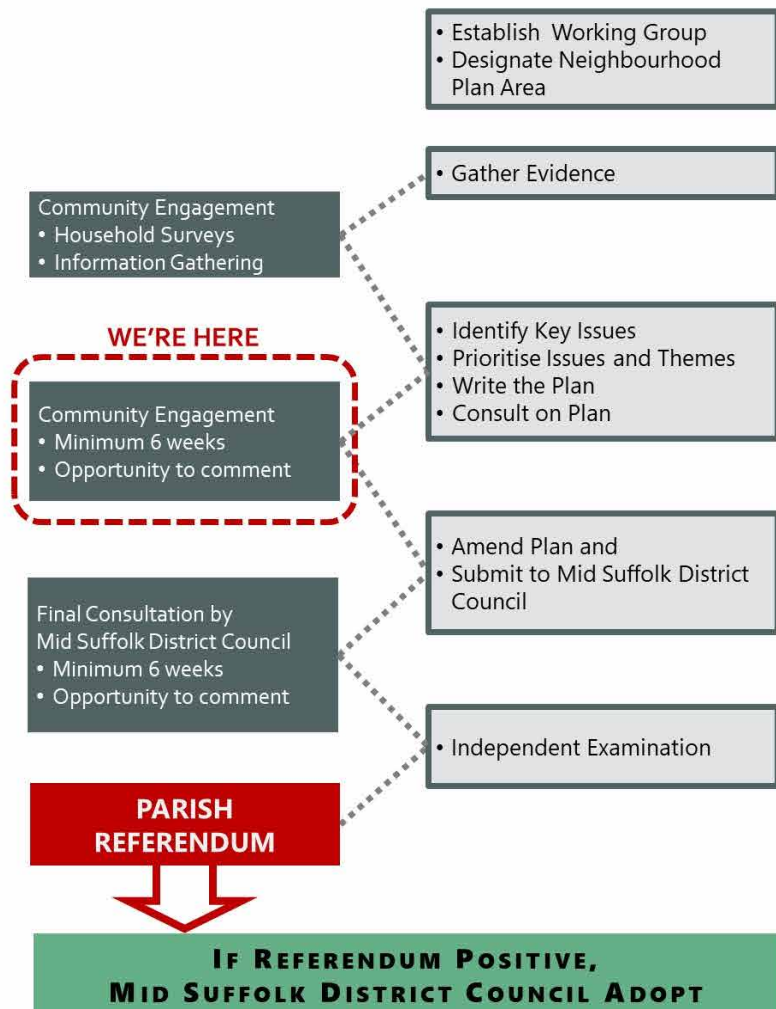 • Establish Working Group
• Designate Neighbourhood
Plan Area
• Gather Evidence
Community Engagement
• Household Surveys
• Information Gathering
• Identify Key Issues
• Prioritise Issues and Themes
• Write the Plan
• Consult on Plan
WE'RE HERE
Community Engagement
• Minimum 6 weeks
• Opportunity to comment
• Amend Plan and
• Submit to Mid Suffolk District
Council
Final Consultation by
Mid Suffolk District Council
• Minimum 6 weeks
• Opportunity to comment
• Independent Examination
PARISH
REFERENDUM
IF REFERENDUM POSITIVE,
MID SUFFOLK DISTRICT COUNCIL ADOPT